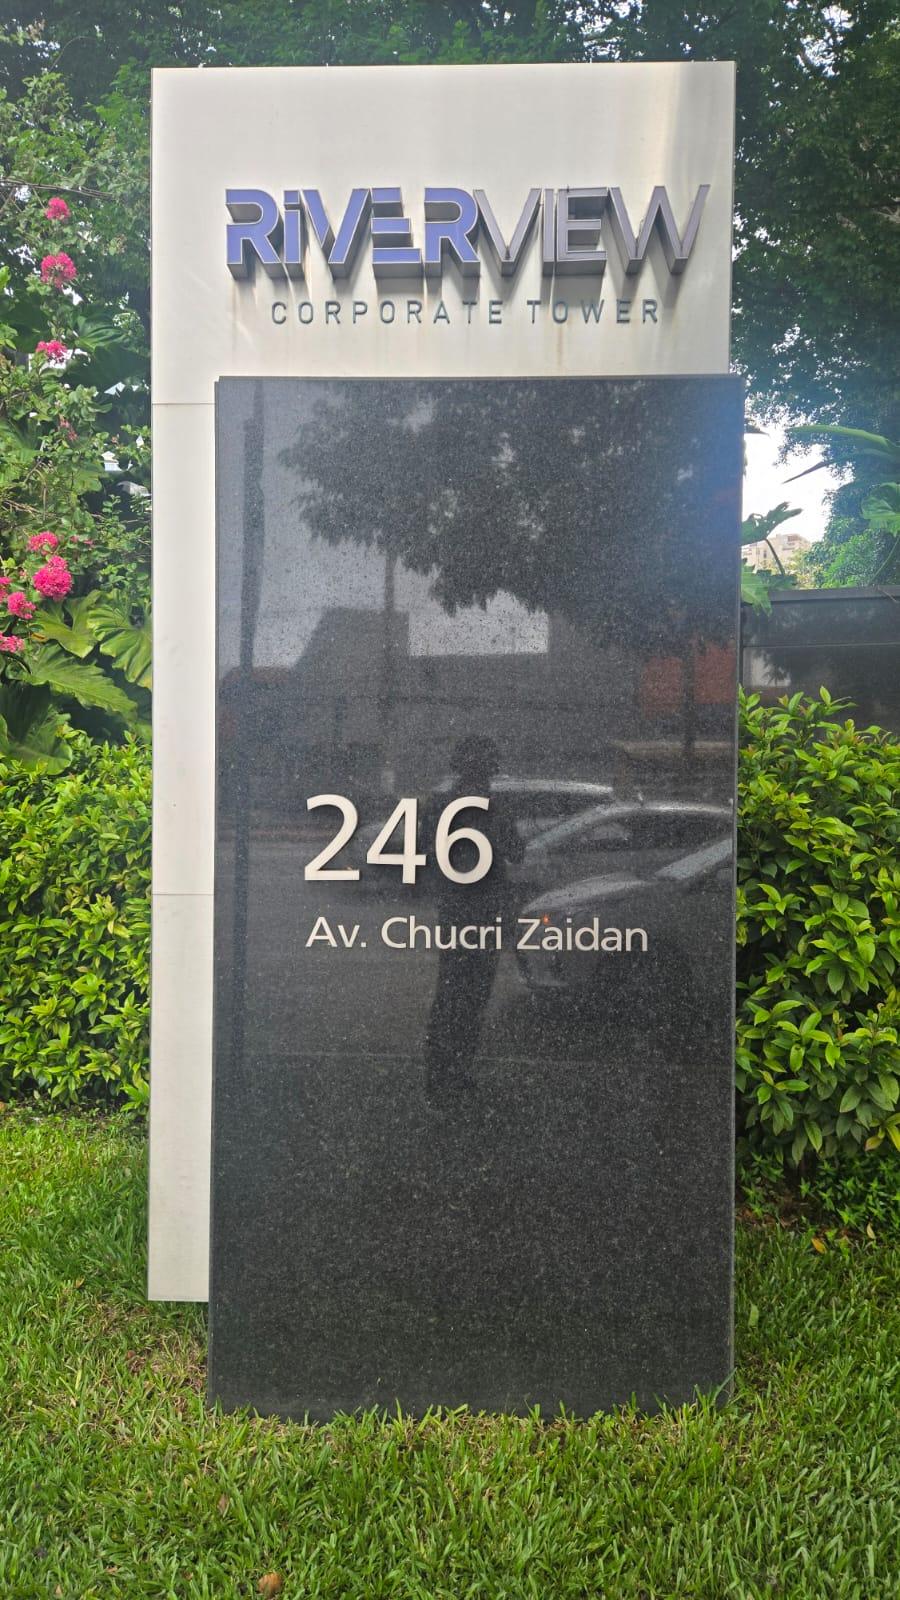 RiVERVIEW
CORPORATE TOWER
246
Av. Chucri Zaidan